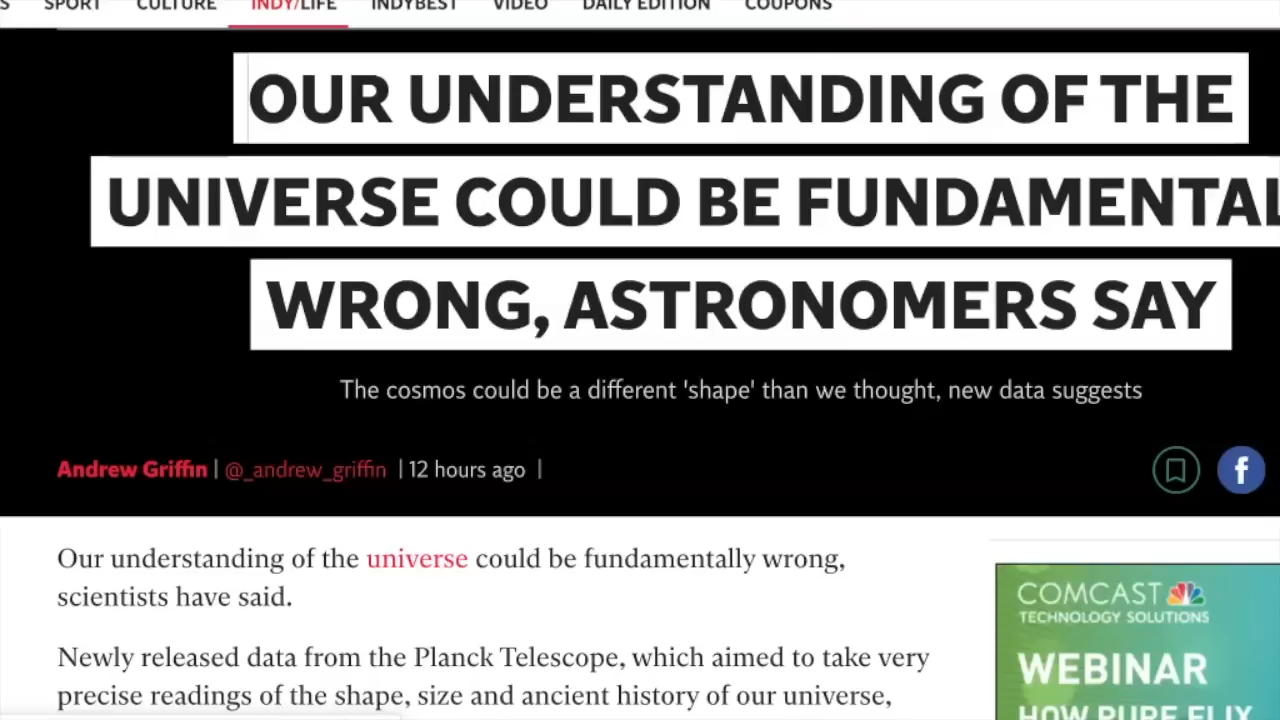 S SPORT CULTURE INDY/LIFE INDYBEST VIDEO DAILY EDITION COUPONS
OUR UNDERSTANDING OF THE
UNIVERSE COULD BE FUNDAMENTAL
WRONG, ASTRONOMERS SAY
The cosmos could be a different 'shape' than we thought, new data suggests
Andrew Griffin | @_andrew_griffin | 12 hours ago |
f
Our understanding of the universe could be fundamentally wrong,
scientists have said.
Newly released data from the Planck Telescope, which aimed to take very
precise readings of the shape, size and ancient history of our universe,
COMCAST
TECHNOLOGY SOLUTIONS
WEBINAR
HOW PURE FLIX